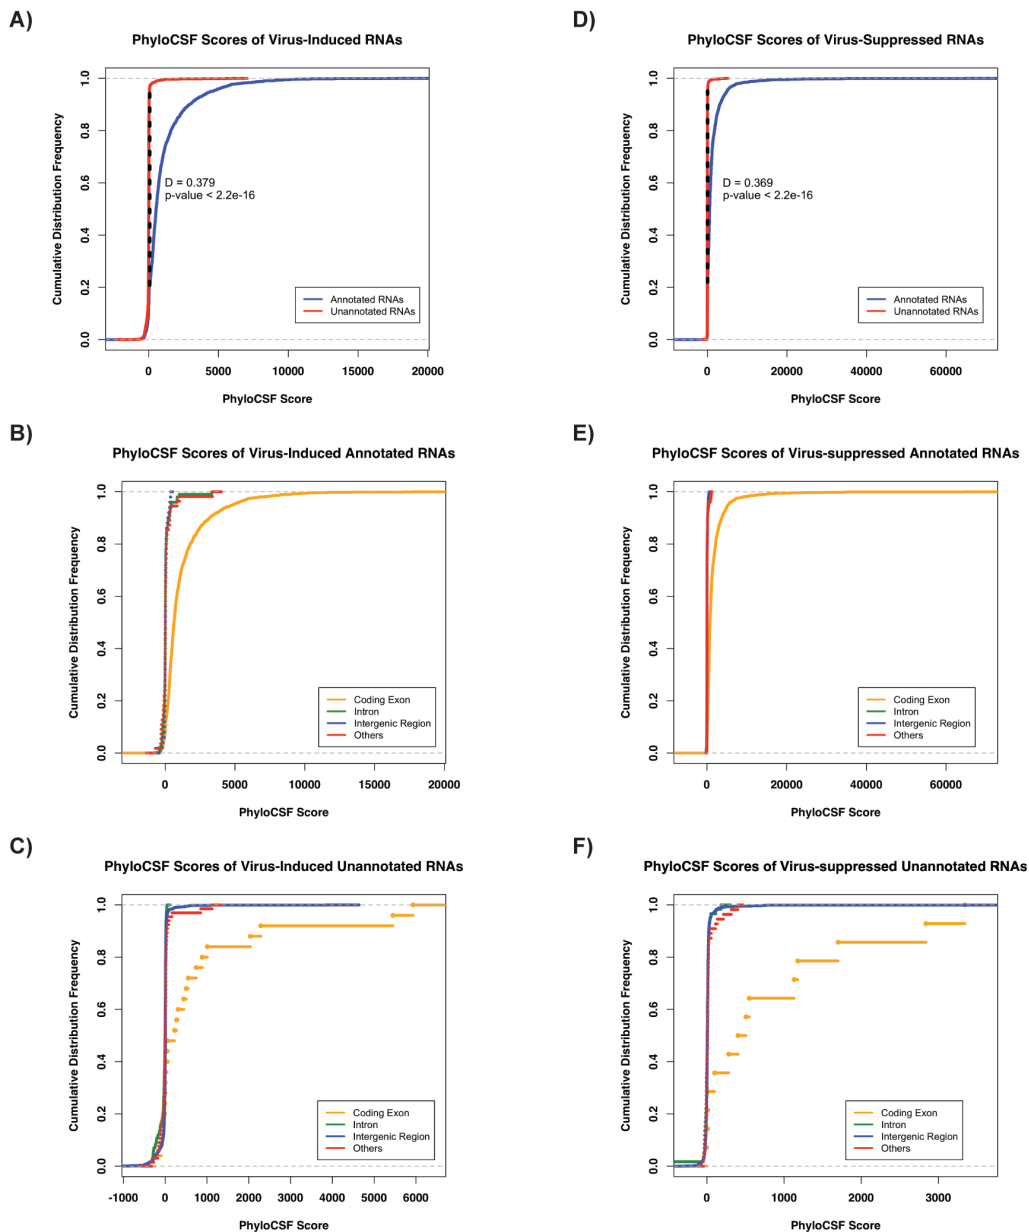 A)
PhyloCSF Scores of Virus-Induced RNAs
Cumulative Distribution Frequency
1.0
0.8
0.6
0.4
0.2
0.0
D = 0.379
p-value < 2.2e-16
Annotated RNAs
Unannotated RNAs
0 5000 10000 15000 20000
PhyloCSF Score
D)
PhyloCSF Scores of Virus-Suppressed RNAs
Cumulative Distribution Frequency
1.0
0.8
0.6
0.4
0.2
0.0
D = 0.369
p-value < 2.2e-16
Annotated RNAs
Unannotated RNAs
0 20000 40000 60000
PhyloCSF Score
B)
PhyloCSF Scores of Virus-Induced Annotated RNAs
Cumulative Distribution Frequency
1.0
0.8
0.6
0.4
0.2
0.0
Coding Exon
Intron
Intergenic Region
Others
0 5000 10000 15000 20000
PhyloCSF Score
E)
PhyloCSF Scores of Virus-suppressed Annotated RNAs
Cumulative Distribution Frequency
1.0
0.8
0.6
0.4
0.2
0.0
Coding Exon
Intron
Intergenic Region
Others
0 20000 40000 60000
PhyloCSF Score
C)
PhyloCSF Scores of Virus-Induced Unannotated RNAs
Cumulative Distribution Frequency
1.0
0.8
0.6
0.4
0.2
0.0
Coding Exon
Intron
Intergenic Region
Others
-1000 0 1000 2000 3000 4000 5000 6000
PhyloCSF Score
F)
PhyloCSF Scores of Virus-suppressed Unannotated RNAs
Cumulative Distribution Frequency
1.0
0.8
0.6
0.4
0.2
0.0
Coding Exon
Intron
Intergenic Region
Others
0 1000 2000 3000
PhyloCSF Score